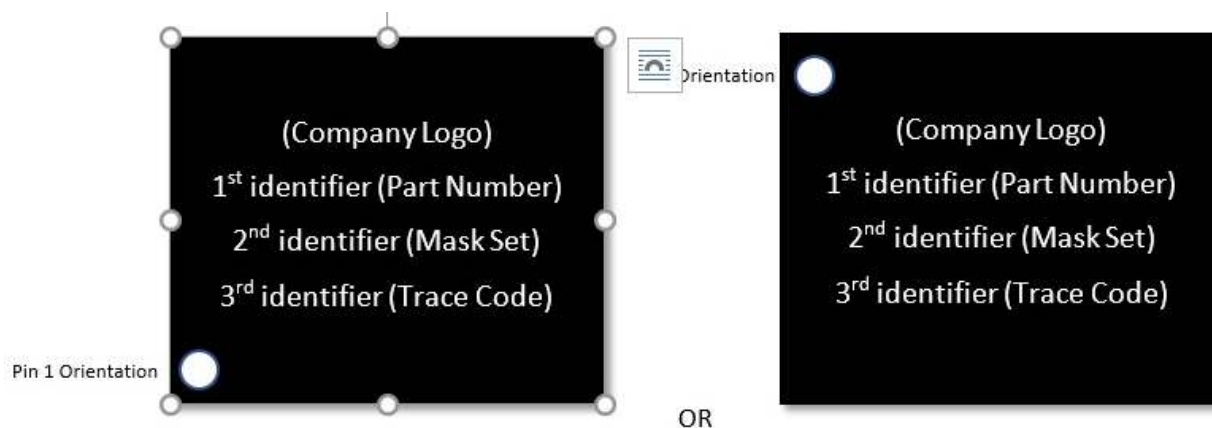 (Company Logo)
1st identifier (Part Number)
2nd identifier (Mask Set)
3rd identifier (Trace Code)
Pin 1 Orientation
OR
Orientation
(Company Logo)
1st identifier (Part Number)
2nd identifier (Mask Set)
3rd identifier (Trace Code)